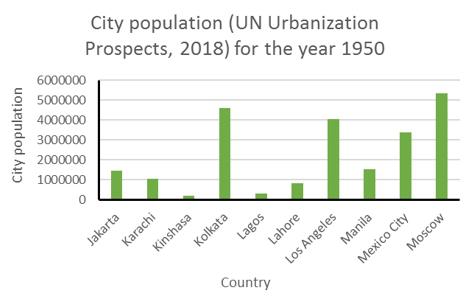 City population (UN Urbanization
Prospects, 2018) for the year 1950
City population
6000000
5000000
4000000
3000000
2000000
1000000
0
Jakarta
Karachi
Kinshasa
Kolkata
Lagos
Lahore
Los Angeles
Manila
Mexico City
Moscow
Country